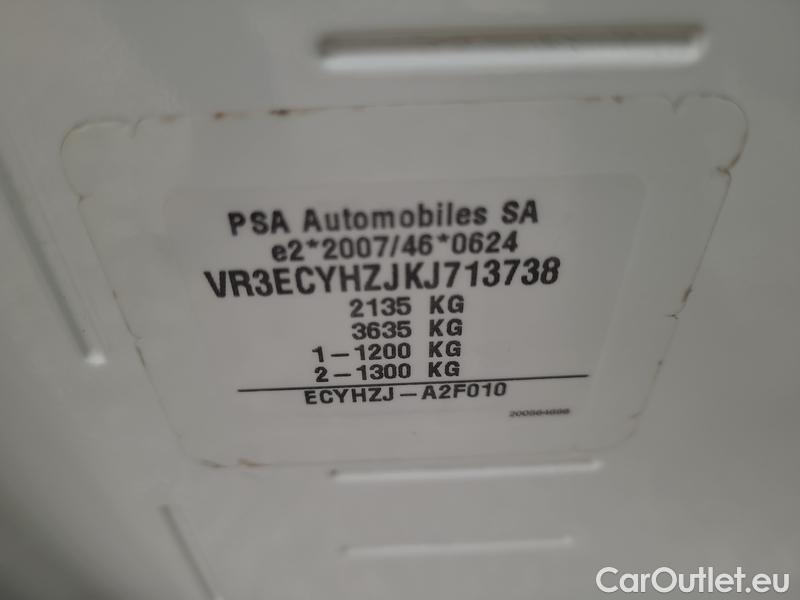 PSA Automobiles SA
e2*2007/46*0624
VR3ECYHZJKJ713738
2135 KG
3635 KG
1-1200 KG
2-1300 KG
ECYHZJ-A2F010
CarOutlet.eu